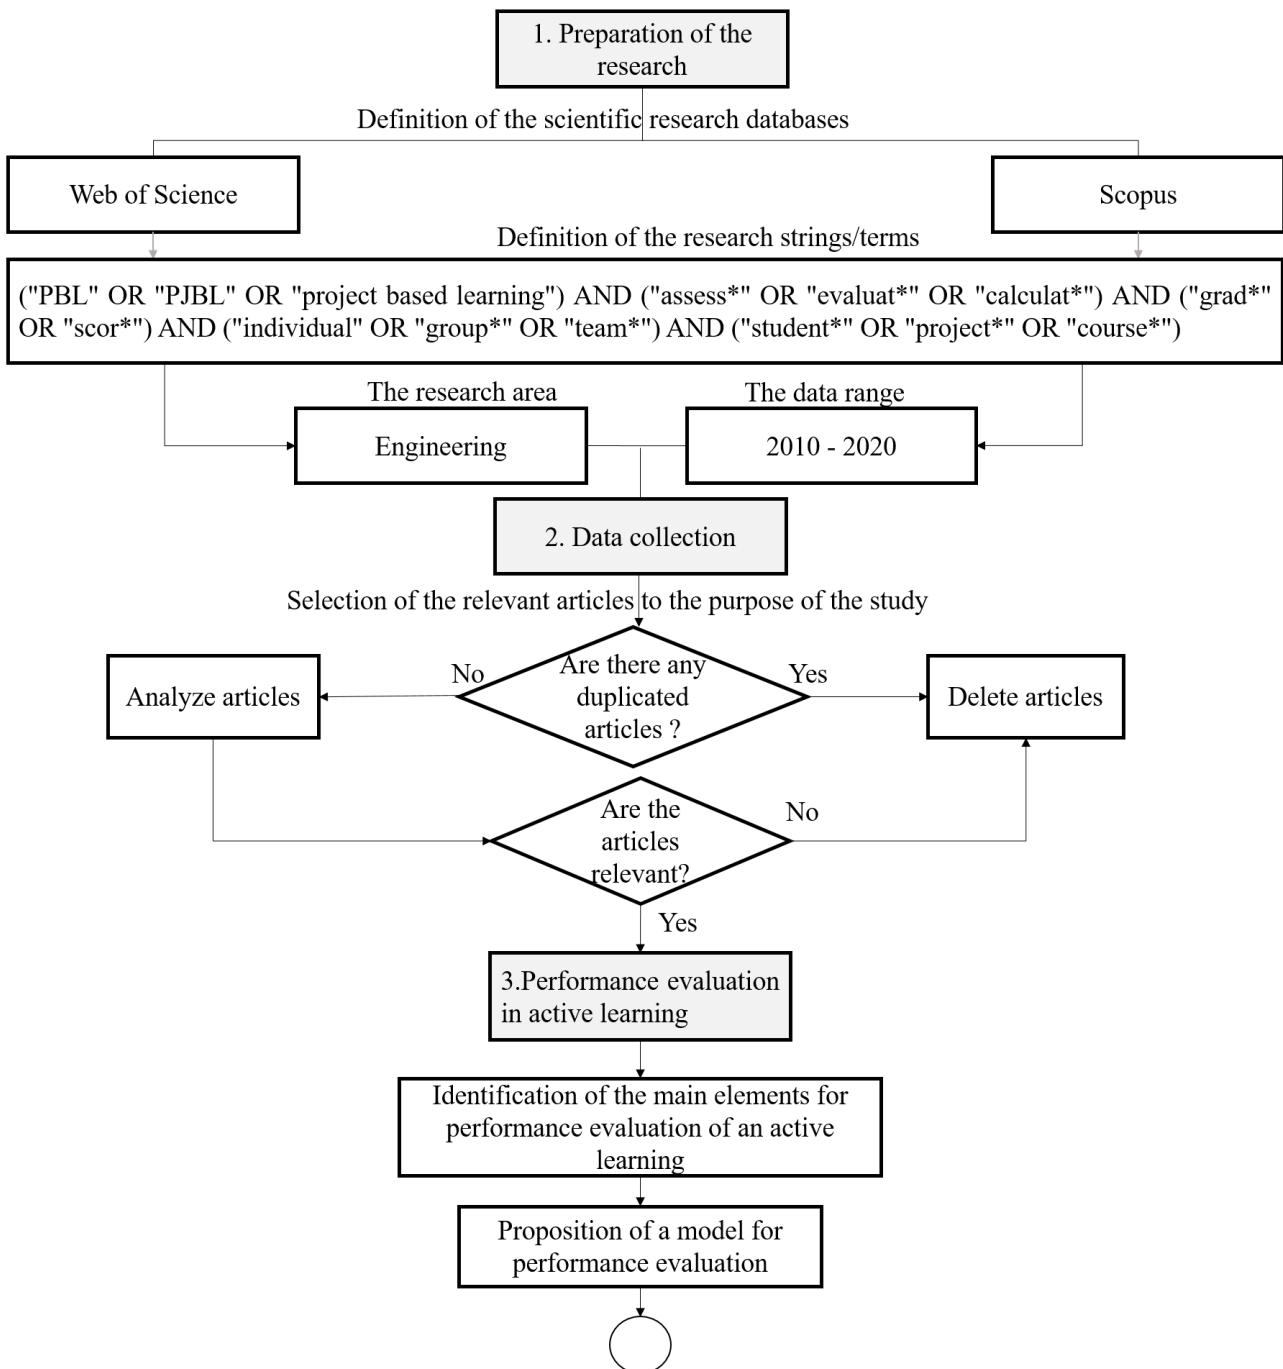 1. Preparation of the
research
Definition of the scientific research databases
Web of Science
Scopus
Definition of the research strings/terms
("PBL" OR "PJBL" OR "project based learning") AND ("assess*" OR "evaluat*" OR "calculat*") AND ("grad*"
OR "scor*") AND ("individual" OR "group*" OR "team*") AND ("student*" OR "project*" OR "course*")
The research area
The data range
Engineering
2010 - 2020
2. Data collection
Selection of the relevant articles to the purpose of the study
No
Are there any
duplicated
articles ?
Yes
Analyze articles
Delete articles
Are the
articles
relevant?
No
Yes
3.Performance evaluation
in active learning
Identification of the main elements for
performance evaluation of an active
learning
Proposition of a model for
performance evaluation